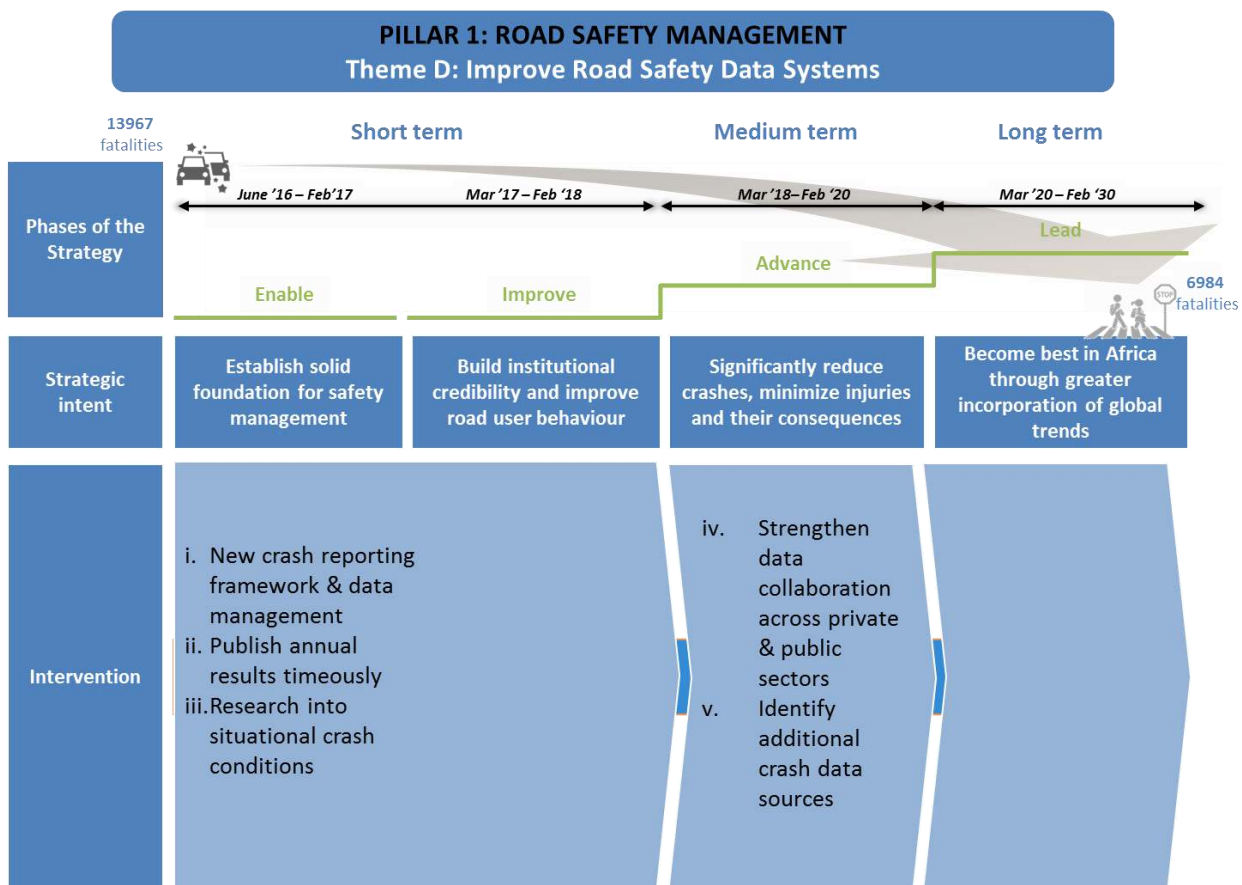 PILLAR 1: ROAD SAFETY MANAGEMENT
Theme D: Improve Road Safety Data Systems
13967
fatalities
Short term
Medium term
Long term
Phases of the
Strategy
June '16 – Feb'17
Mar '17 – Feb '18
Mar '18– Feb '20
Mar '20 – Feb '30
Enable
Improve
Advance
Lead
STOP
6984
fatalities
Strategic
intent
Establish solid
foundation for safety
management
Build institutional
credibility and improve
road user behaviour
Significantly reduce
crashes, minimize injuries
and their consequences
Become best in Africa
through greater
incorporation of global
trends
Intervention
i. New crash reporting
framework & data
management
ii. Publish annual
results timeously
iii. Research into
situational crash
conditions
iv. Strengthen
data
collaboration
across private
& public
sectors
v. Identify
additional
crash data
sources